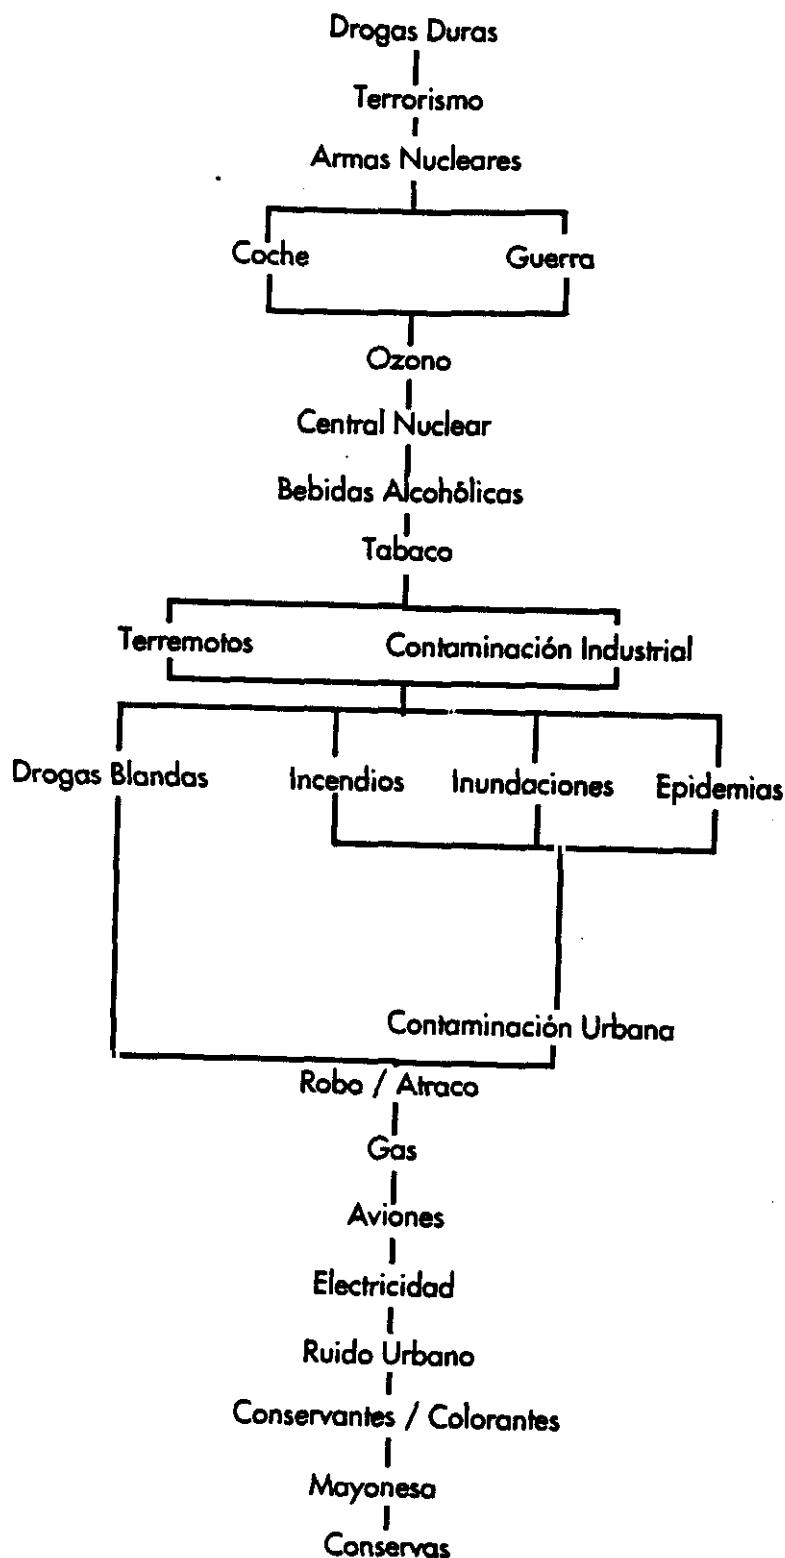 Drogas Duras
Terrorismo
Armas Nucleares
Coche Guerra
Ozono
Central Nuclear
Bebidas Alcohólicas
Tabaco
Terremotos Contaminación Industrial
Drogas Blandas Incendios Inundaciones Epidemias
Contaminación Urbana
Robo / Atraco
Gas
Aviones
Electricidad
Ruido Urbano
Conservantes / Colorantes
Mayonesa
Conservas